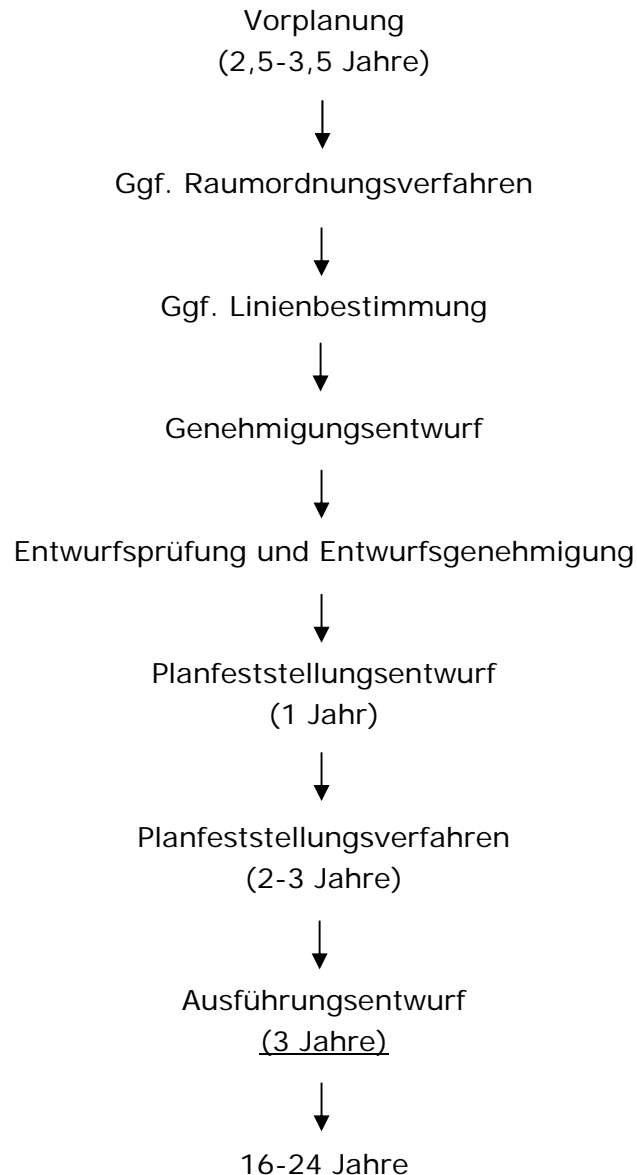 Vorplanung
(2,5-3,5 Jahre)
Ggf. Raumordnungsverfahren
Ggf. Linienbestimmung
Genehmigungsentwurf
Entwurfsprüfung und Entwurfsgenehmigung
Planfeststellungsentwurf
(1 Jahr)
Planfeststellungsverfahren
(2-3 Jahre)
Ausführungsentwurf
(3 Jahre)
16-24 Jahre